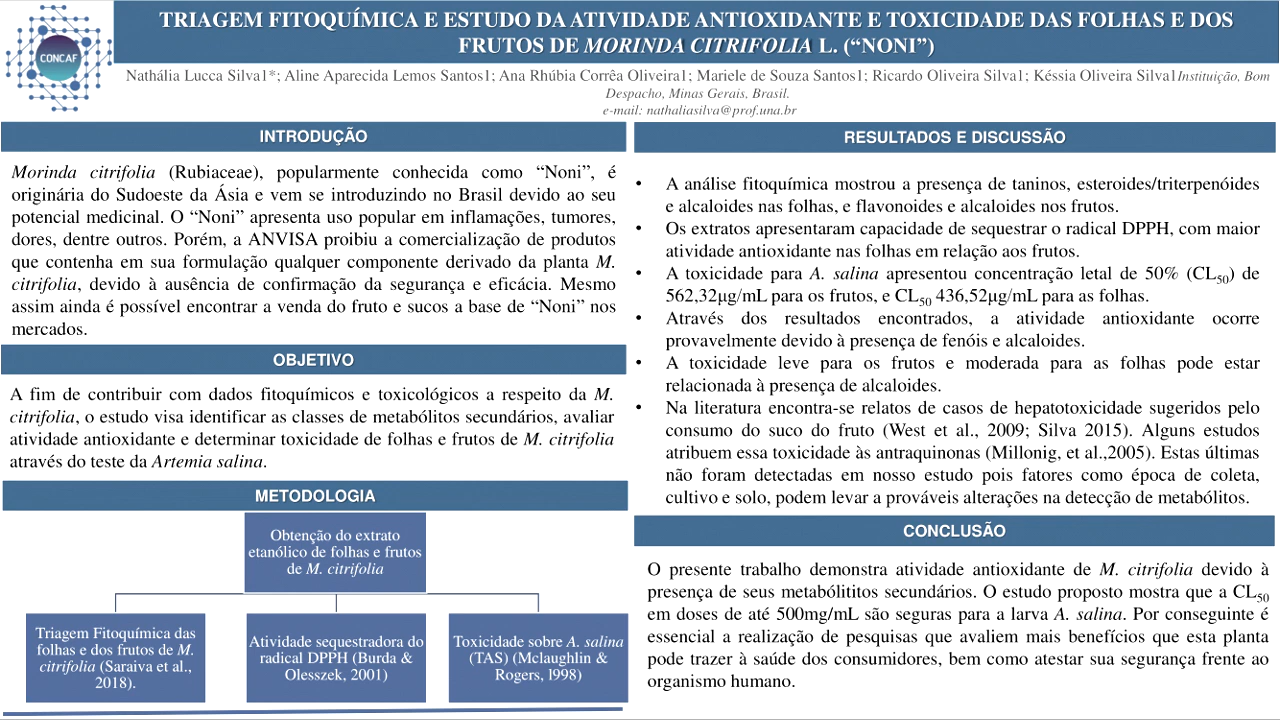 CONCAF
TRIAGEM FITOQUÍMICA E ESTUDO DA ATIVIDADE ANTIOXIDANTE E TOXICIDADE DAS FOLHAS E DOS
FRUTOS DE MORINDA CITRIFOLIA L. (“NONI”)
Nathália Lucca Silva1*; Aline Aparecida Lemos Santos1; Ana Rhúbia Corrêa Oliveira1; Mariele de Souza Santos1; Ricardo Oliveira Silva1; Késsia Oliveira Silva1Instituição, Bom
Despacho, Minas Gerais, Brasil.
e-mail: nathaliasilva@prof.una.br
INTRODUÇÃO
Morinda citrifolia (Rubiaceae), popularmente conhecida como “Noni”, é
originária do Sudoeste da Ásia e vem se introduzindo no Brasil devido ao seu
potencial medicinal. O “Noni” apresenta uso popular em inflamações, tumores,
dores, dentre outros. Porém, a ANVISA proibiu a comercialização de produtos
que contenha em sua formulação qualquer componente derivado da planta M.
citrifolia, devido à ausência de confirmação da segurança e eficácia. Mesmo
assim ainda é possível encontrar a venda do fruto e sucos a base de “Noni” nos
mercados.
OBJETIVO
A fim de contribuir com dados fitoquímicos e toxicológicos a respeito da M.
citrifolia, o estudo visa identificar as classes de metabólitos secundários, avaliar
atividade antioxidante e determinar toxicidade de folhas e frutos de M. citrifolia
através do teste da Artemia salina.
METODOLOGIA
Obtenção do extrato
etanólico de folhas e frutos
de M. citrifolia
Triagem Fitoquímica das
folhas e dos frutos de M.
citrifolia (Saraiva et al.,
2018).
Atividade sequestradora do
radical DPPH (Burda &
Olesszek, 2001)
Toxicidade sobre A. salina
(TAS) (Mclaughlin &
Rogers, l998)
RESULTADOS E DISCUSSÃO
• A análise fitoquímica mostrou a presença de taninos, esteroides/triterpenóides
e alcaloides nas folhas, e flavonoides e alcaloides nos frutos.
• Os extratos apresentaram capacidade de sequestrar o radical DPPH, com maior
atividade antioxidante nas folhas em relação aos frutos.
• A toxicidade para A. salina apresentou concentração letal de 50% (CL50) de
562,32µg/mL para os frutos, e CL50 436,52µg/mL para as folhas.
• Através dos resultados encontrados, a atividade antioxidante ocorre
provavelmente devido à presença de fenóis e alcaloides.
• A toxicidade leve para os frutos e moderada para as folhas pode estar
relacionada à presença de alcaloides.
• Na literatura encontra-se relatos de casos de hepatotoxicidade sugeridos pelo
consumo do suco do fruto (West et al., 2009; Silva 2015). Alguns estudos
atribuem essa toxicidade às antraquinonas (Millonig, et al.,2005). Estas últimas
não foram detectadas em nosso estudo pois fatores como época de coleta,
cultivo e solo, podem levar a prováveis alterações na detecção de metabólitos.
CONCLUSÃO
O presente trabalho demonstra atividade antioxidante de M. citrifolia devido à
presença de seus metabólititos secundários. O estudo proposto mostra que a CL50
em doses de até 500mg/mL são seguras para a larva A. salina. Por conseguinte é
essencial a realização de pesquisas que avaliem mais benefícios que esta planta
pode trazer à saúde dos consumidores, bem como atestar sua segurança frente ao
organismo humano.